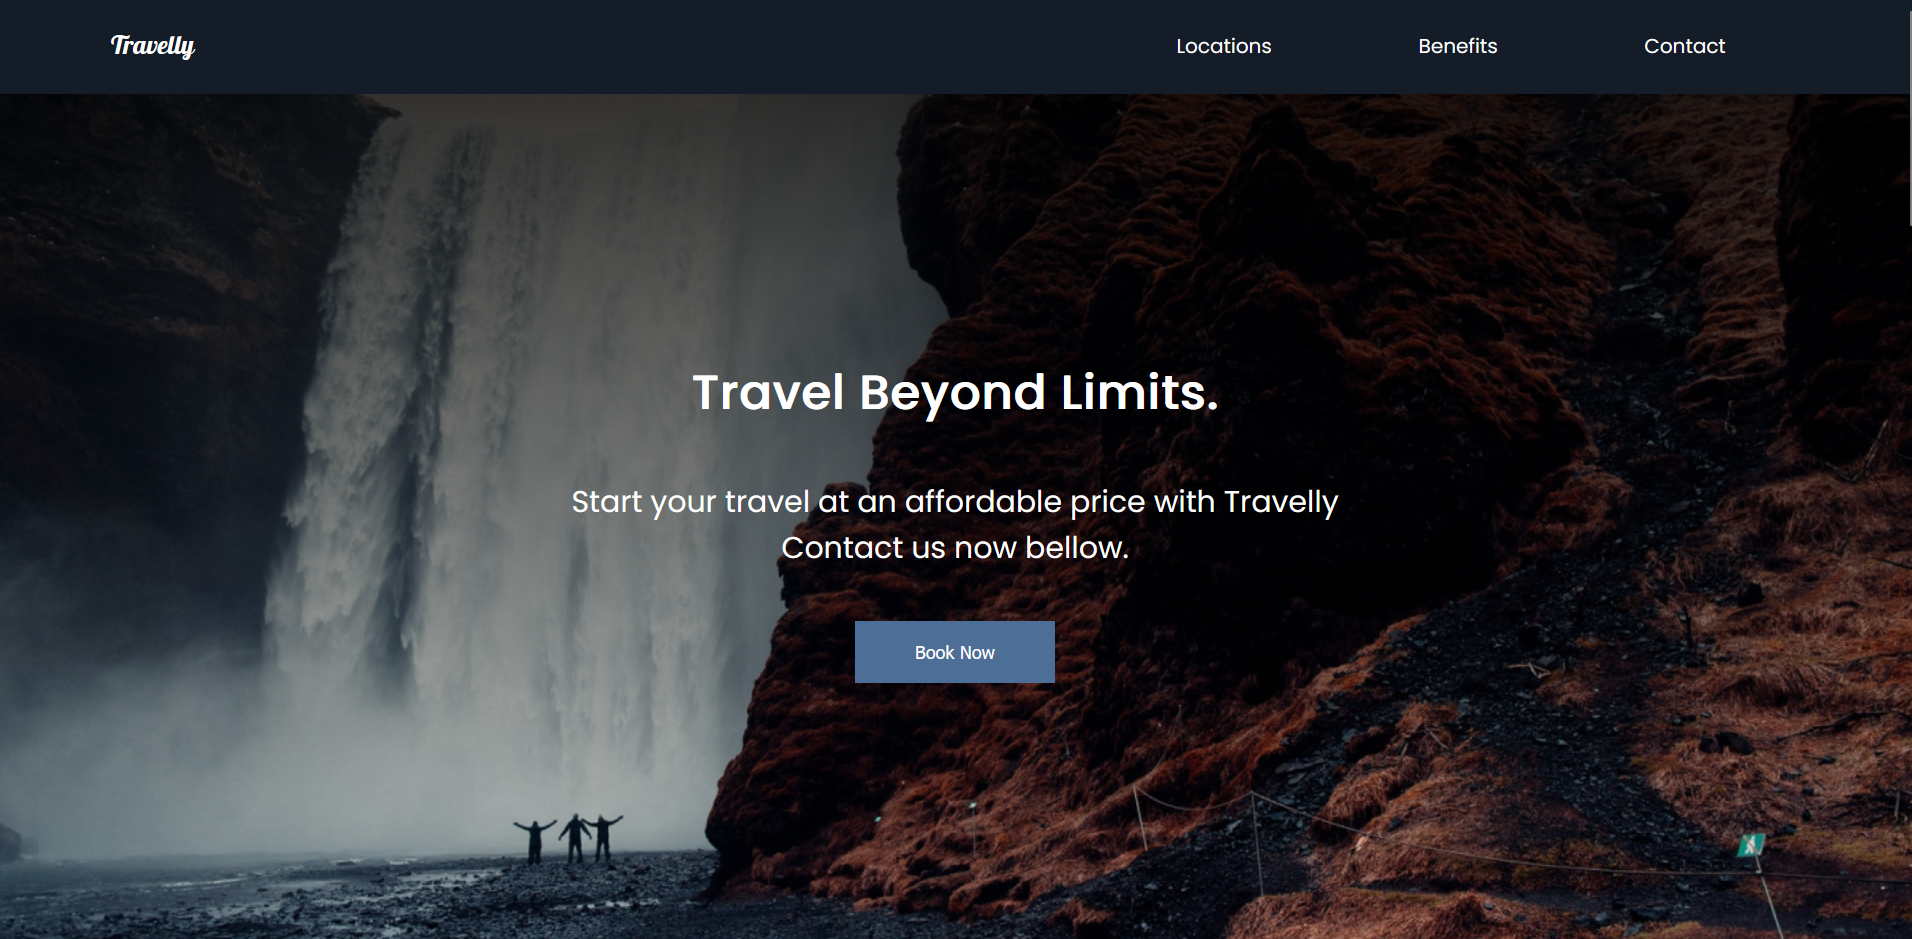 Travelly
Locations
Benefits
Contact
Travel Beyond Limits.
Start your travel at an affordable price with Travelly
Contact us now bellow.
Book Now